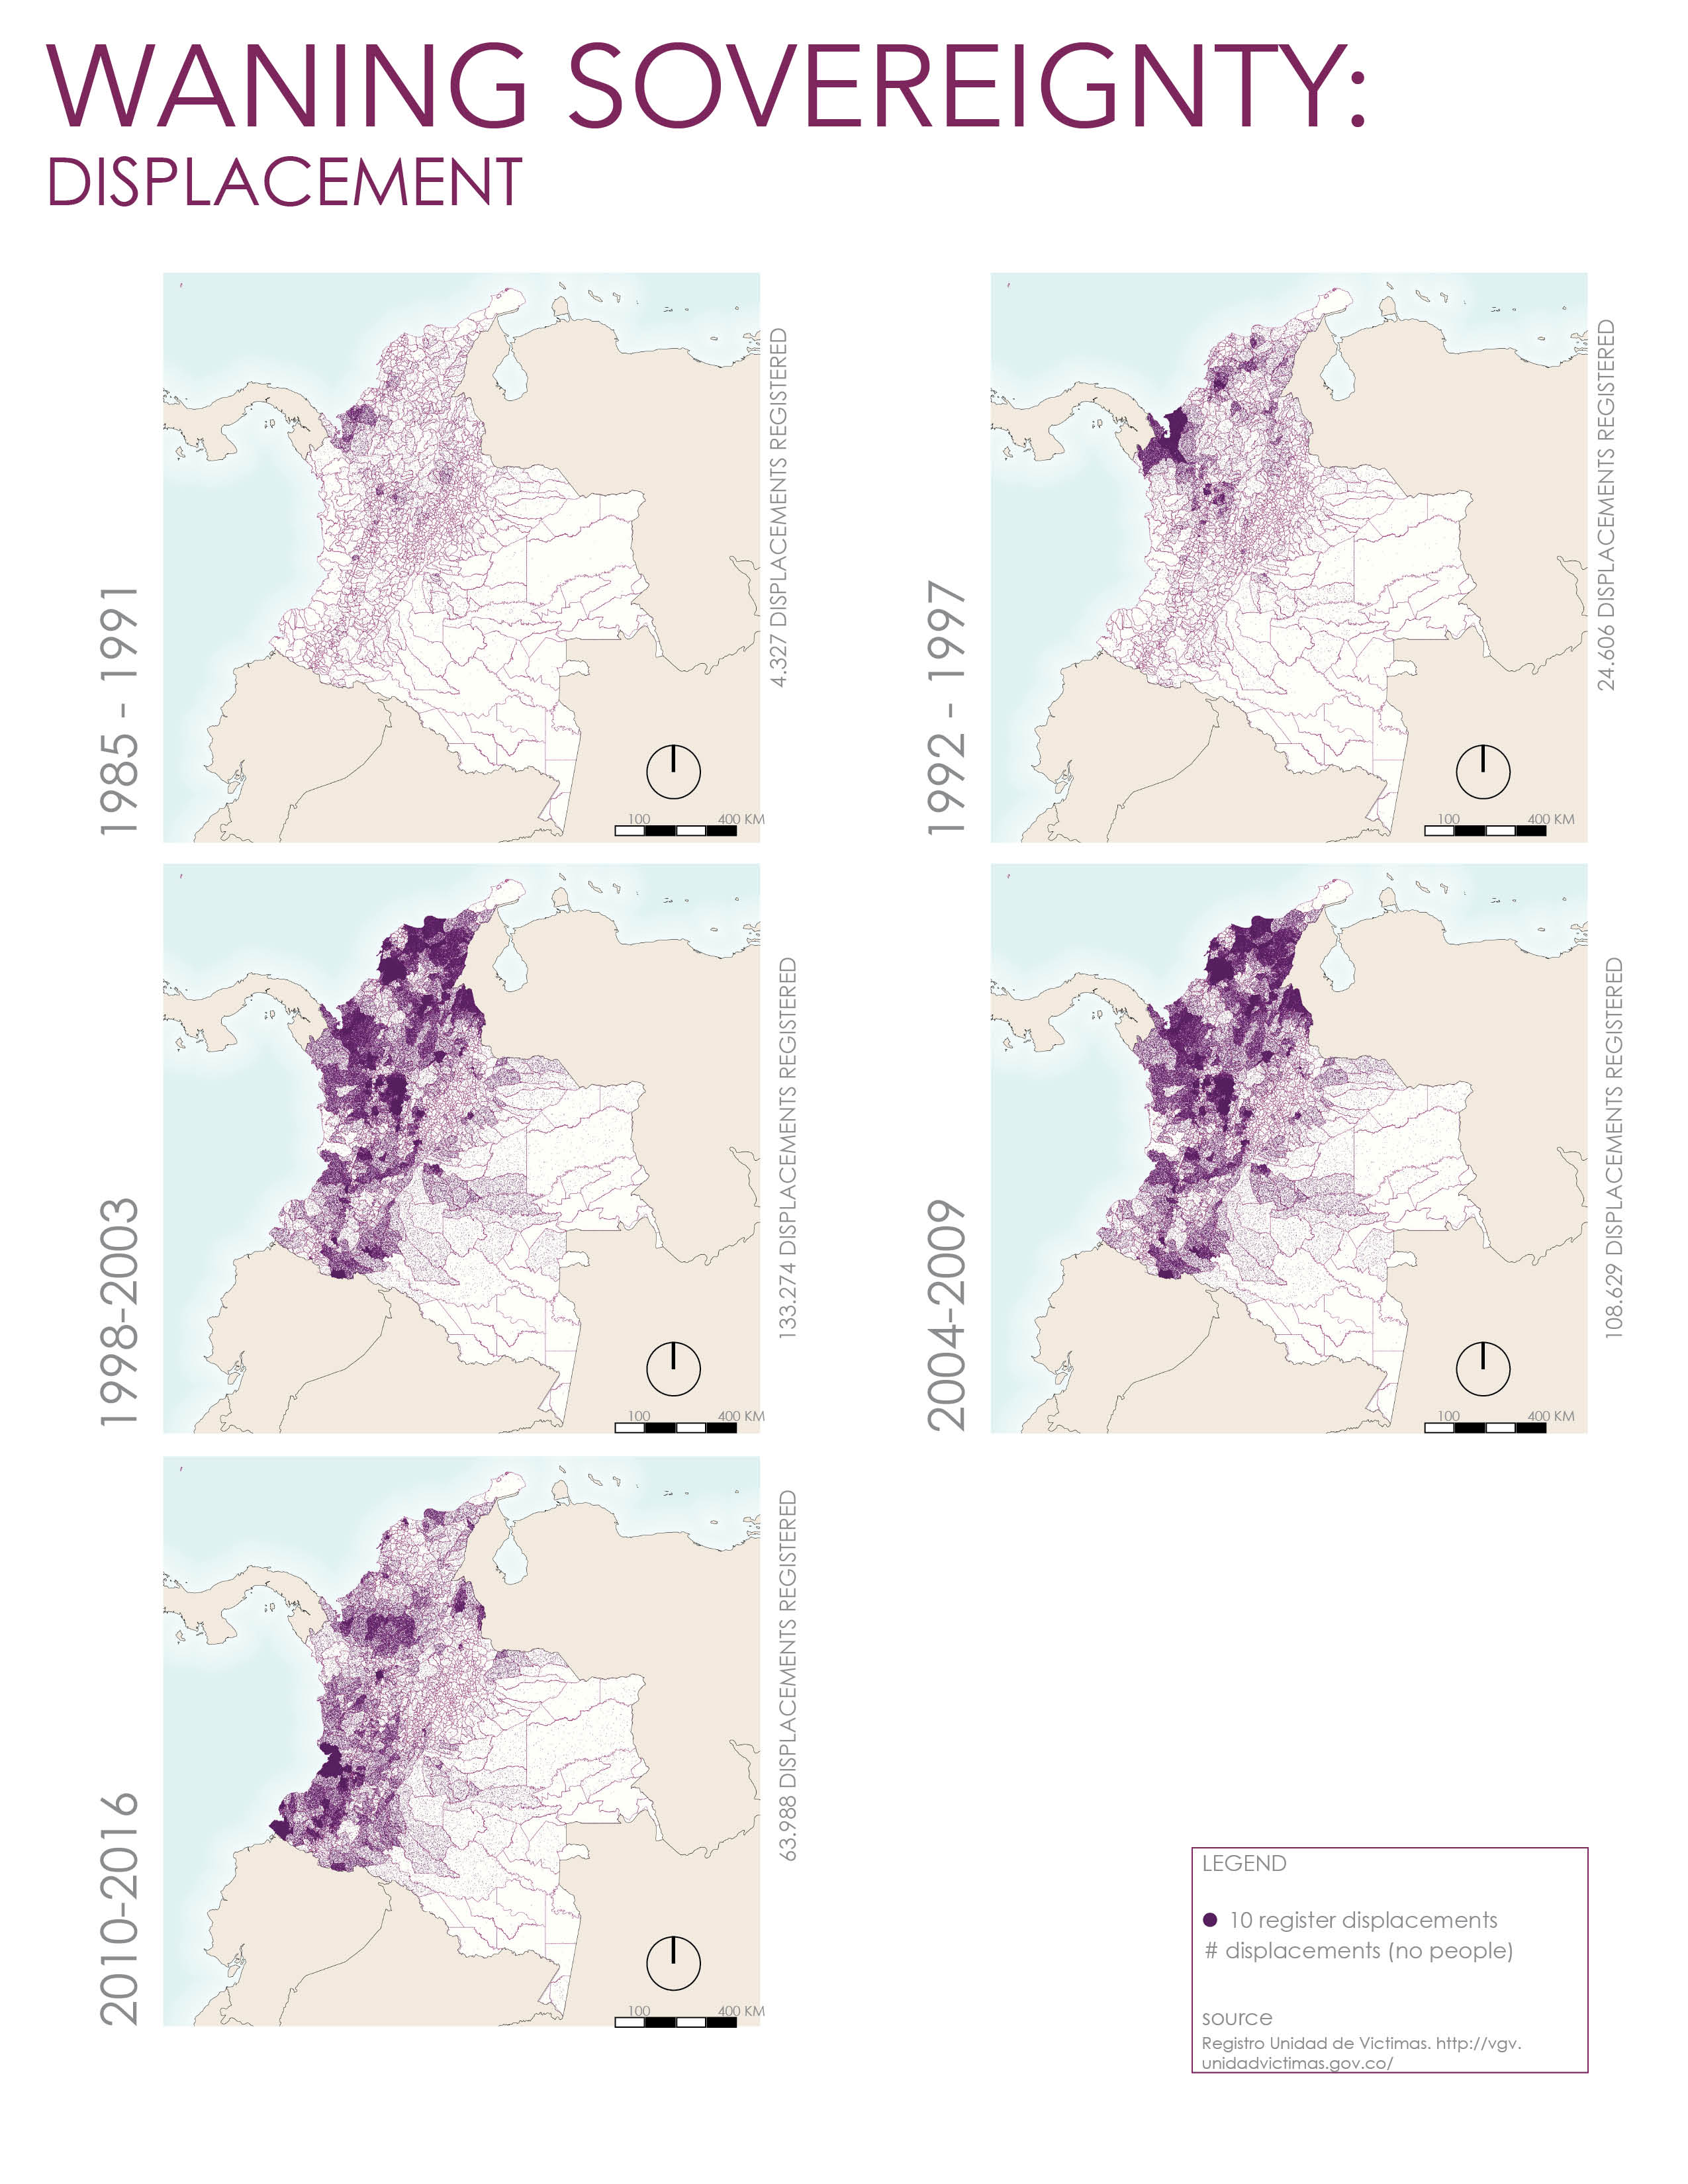 WANING SOVEREIGNTY:
DISPLACEMENT
1985 - 1991
4.327 DISPLACEMENTS REGISTERED
100 400 KM
1992 - 1997
24.606 DISPLACEMENTS REGISTERED
100 400 KM
1998-2003
133.274 DISPLACEMENTS REGISTERED
100 400 KM
2004-2009
108.629 DISPLACEMENTS REGISTERED
100 400 KM
2010-2016
63.988 DISPLACEMENTS REGISTERED
100 400 KM
LEGEND
10 register displacements
# displacements (no people)
source
Registro Unidad de Victimas. http://vgv.
unidadvictimas.gov.co/